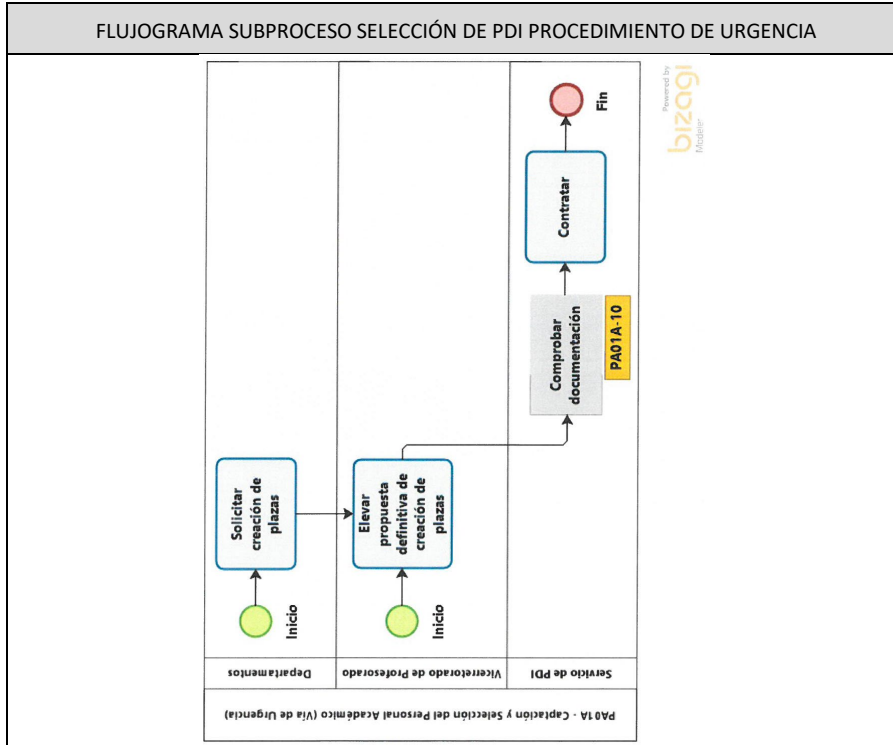 FLUJOGRAMA SUBPROCESO SELECCIÓN DE PDI PROCEDIMIENTO DE URGENCIA
PA01A - Captación y Selección del Personal Académico (Vía de Urgencia)
Departamentos
Inicio
Solicitar
creación de
plazas
Vicerretorado de Profesorado
Inicio
Elevar
propuesta
definitiva de
creación de
plazas
Servicio de PDI
Comprobar
documentación
PA01A-10
Contratar
Fin
Powered by
bizagi
Modeler